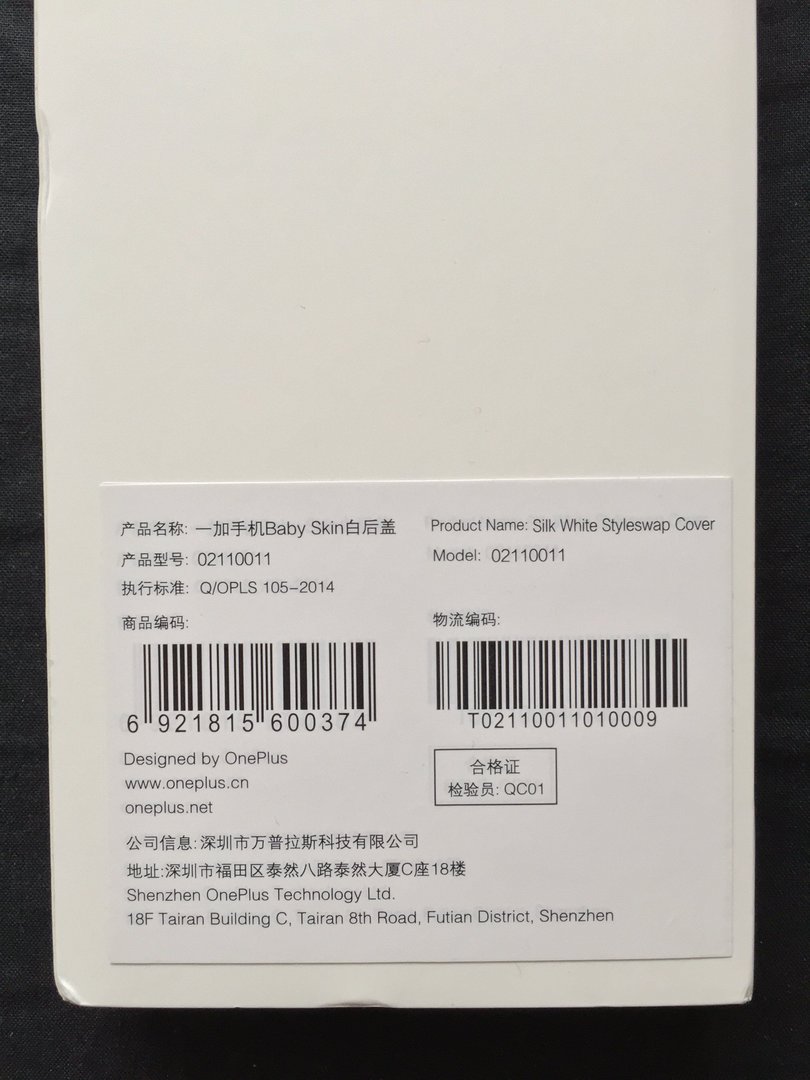 产品名称: 一加手机Baby Skin白后盖
产品型号: 02110011
执行标准: Q/OPLS 105-2014
商品编码:
6 921815 600374
Product Name: Silk White Styleswap Cover
Model: 02110011
物流编码:
T02110011010009
合格证
检验员: QC01
Designed by OnePlus
www.oneplus.cn
oneplus.net
公司信息:深圳市万普拉斯科技有限公司
地址:深圳市福田区泰然八路泰然大厦C座18楼
Shenzhen OnePlus Technology Ltd.
18F Tairan Building C, Tairan 8th Road, Futian District, Shenzhen